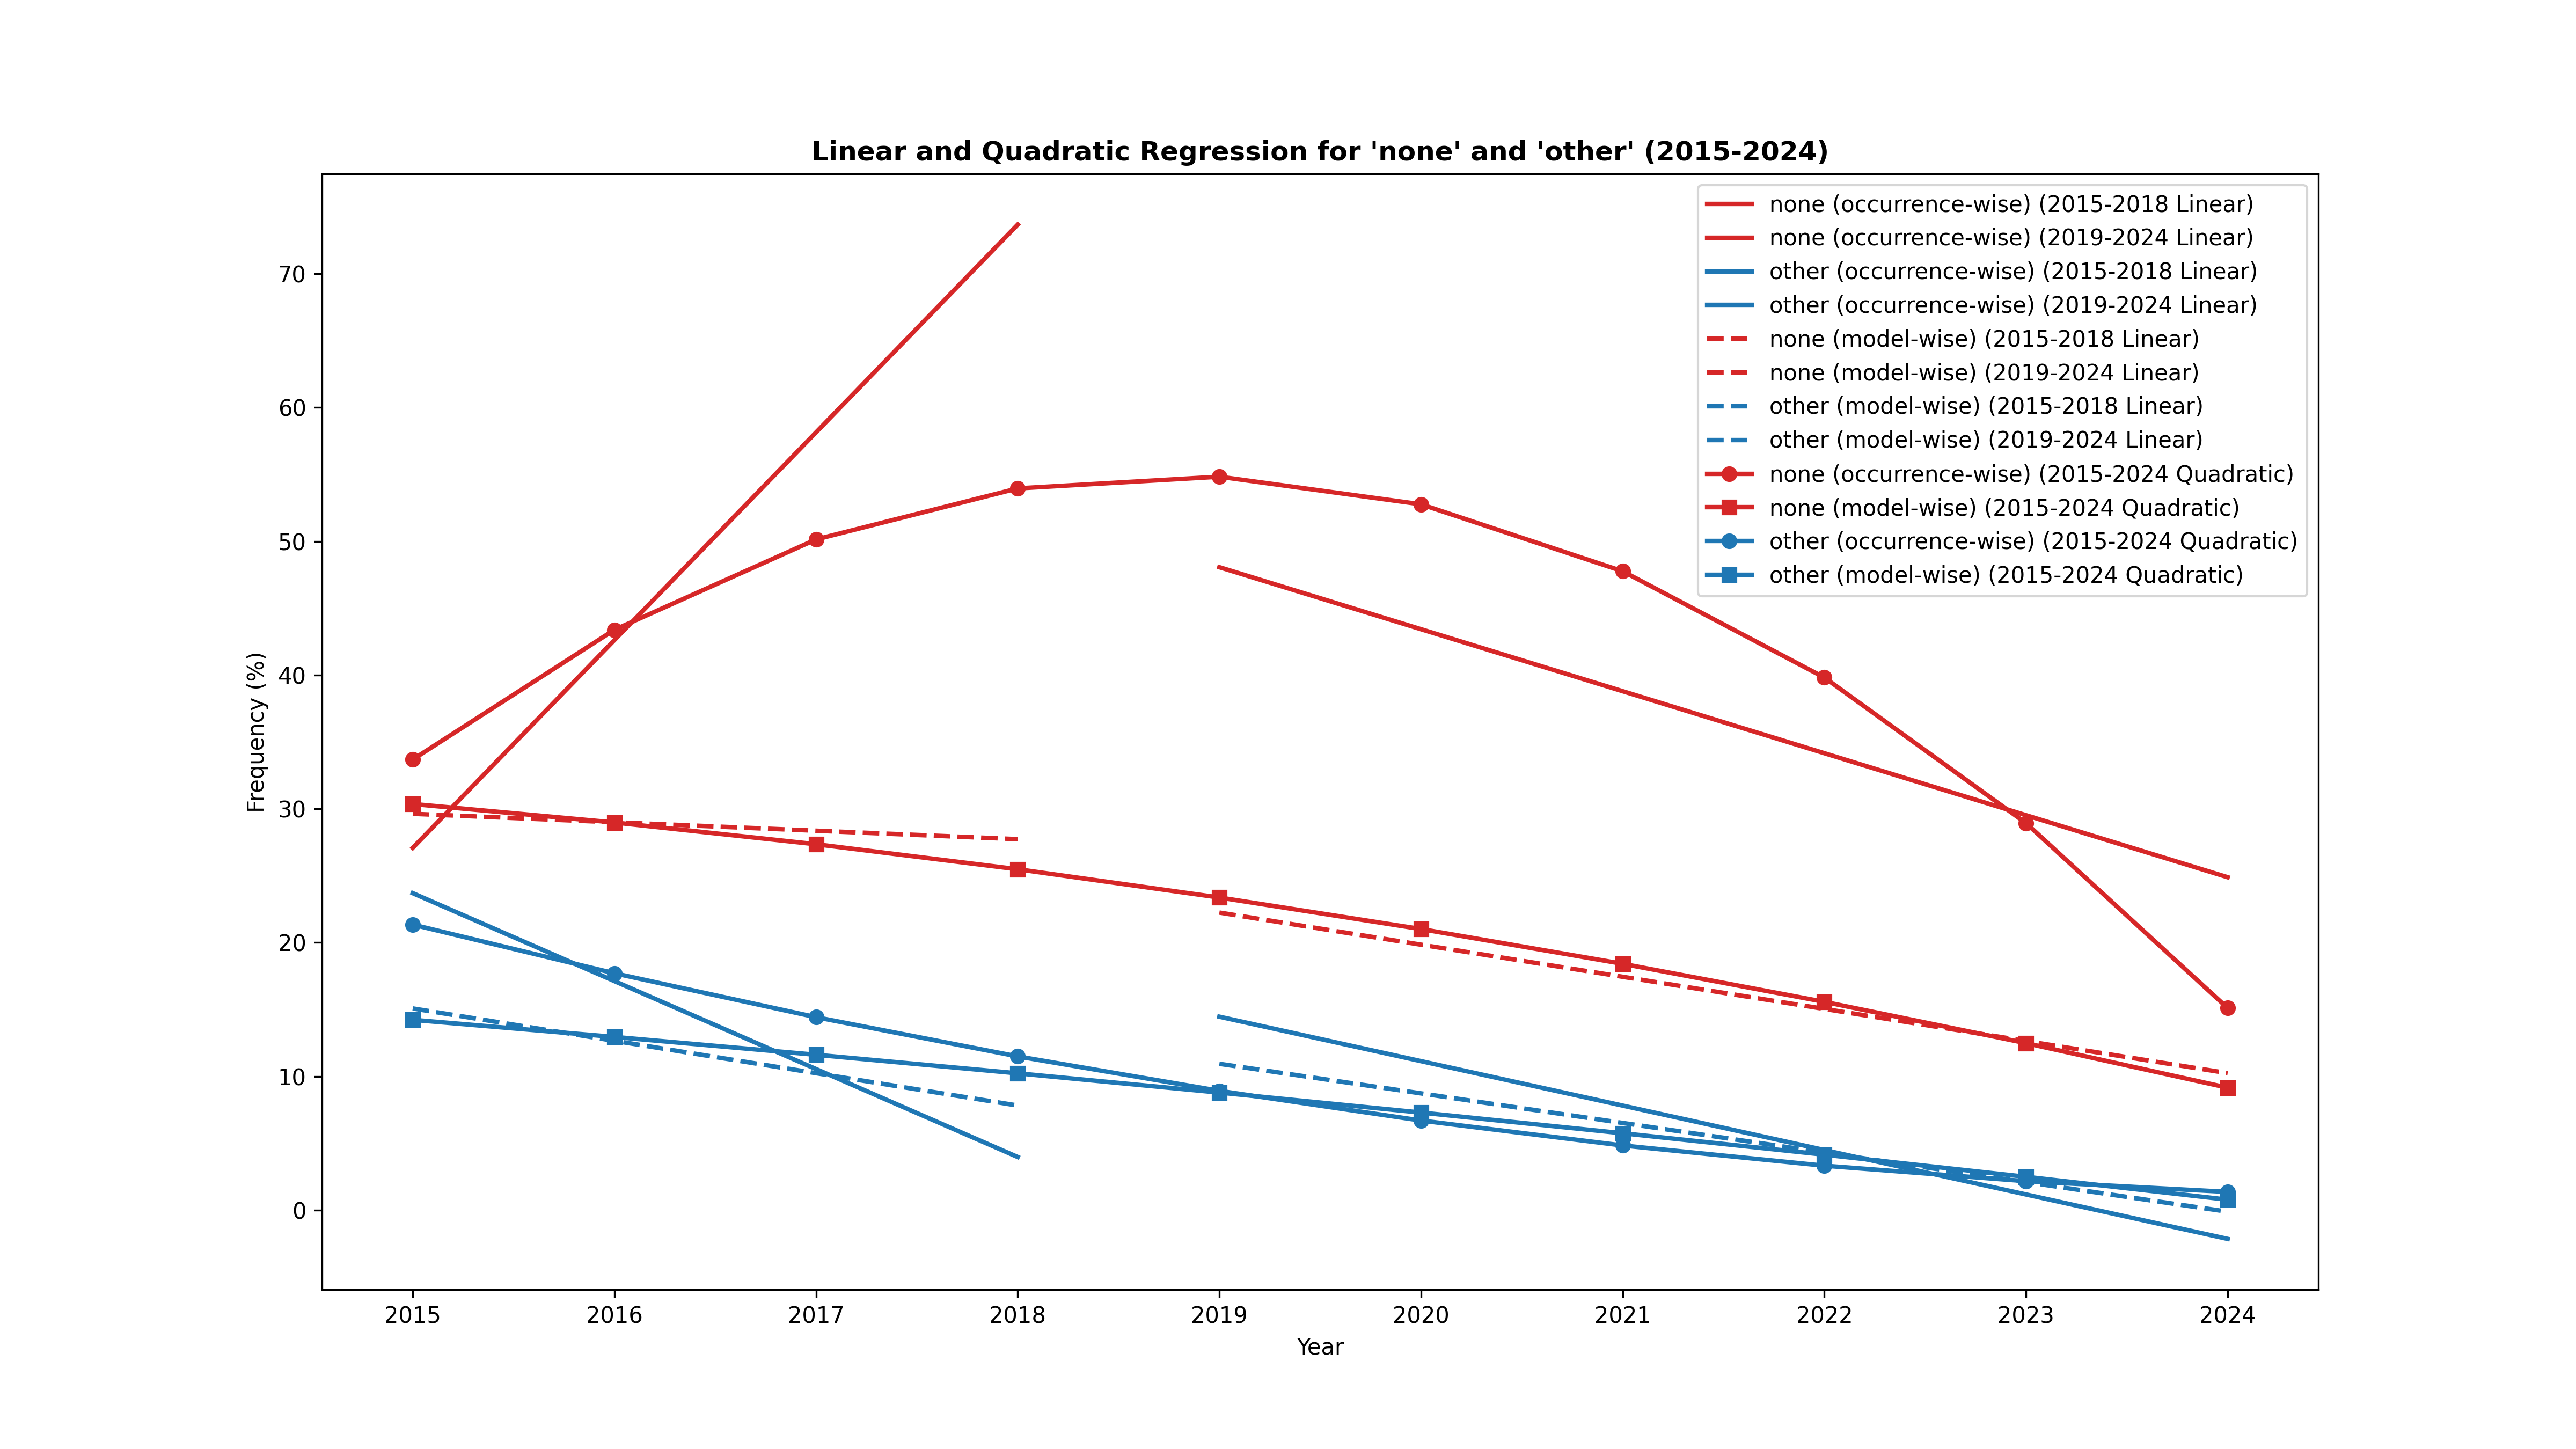 Linear and Quadratic Regression for 'none' and 'other' (2015-2024)
none (occurrence-wise) (2015-2018 Linear)
none (occurrence-wise) (2019-2024 Linear)
other (occurrence-wise) (2015-2018 Linear)
other (occurrence-wise) (2019-2024 Linear)
none (model-wise) (2015-2018 Linear)
none (model-wise) (2019-2024 Linear)
other (model-wise) (2015-2018 Linear)
other (model-wise) (2019-2024 Linear)
none (occurrence-wise) (2015-2024 Quadratic)
none (model-wise) (2015-2024 Quadratic)
other (occurrence-wise) (2015-2024 Quadratic)
other (model-wise) (2015-2024 Quadratic)
Frequency (%)
70
60
50
40
30
20
10
0
2015 2016 2017 2018 2019 2020 2021 2022 2023 2024
Year